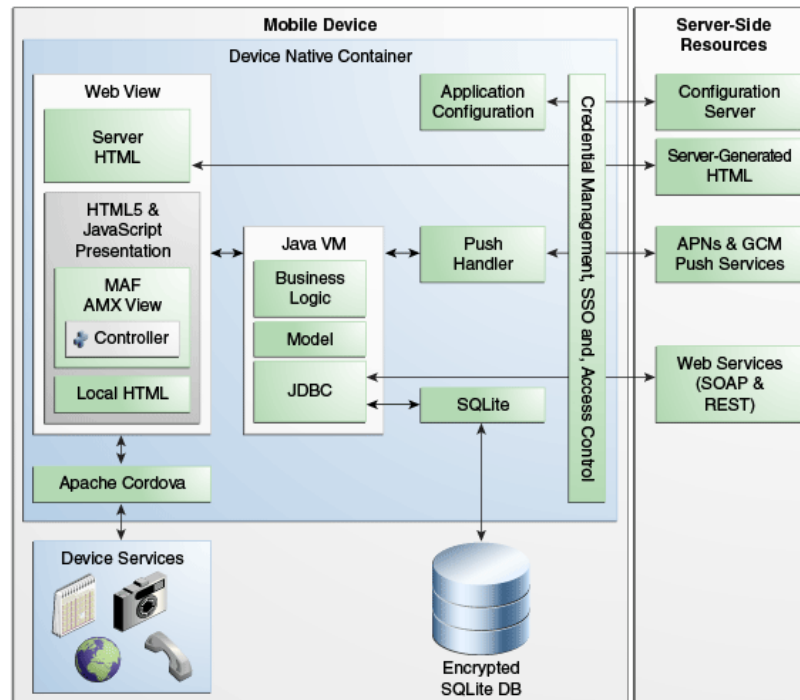 Mobile Device
Device Native Container
Web View
Server
HTML
HTML5 &
JavaScript
Presentation
MAF
AMX View
Controller
Local HTML
Apache Cordova
Device Services
Java VM
Business
Logic
Model
JDBC
Application
Configuration
Push
Handler
SQLite
Encrypted
SQLite DB
Credential Management, SSO and, Access Control
Server-Side
Resources
Configuration
Server
Server-Generated
HTML
APNs & GCM
Push Services
Web Services
(SOAP &
REST)